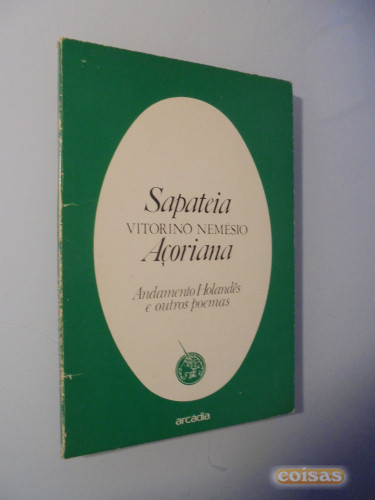 Sapateia
VITORINO NEMÉSIO
Açoriana
Andamento Holandês
e outros poemas
arcádia
coisas